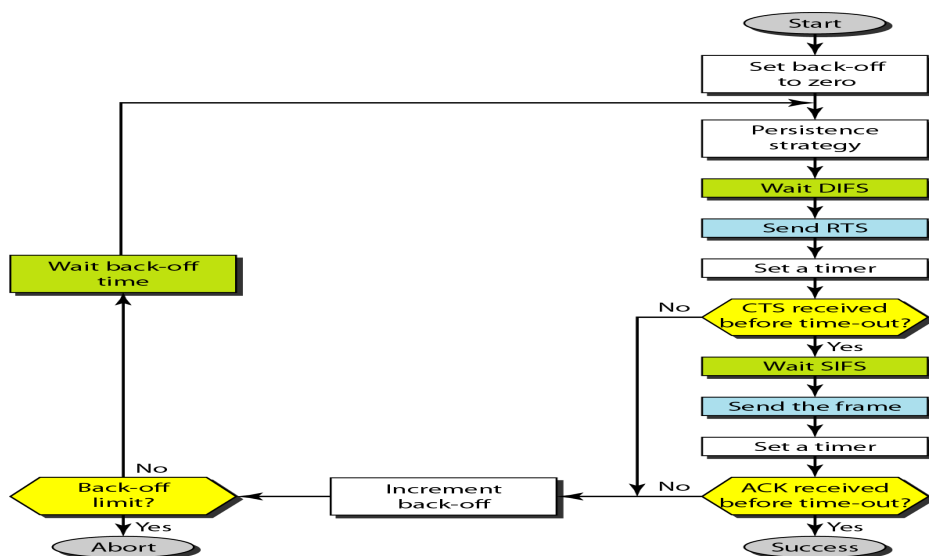 Start
Set back-off
to zero
Persistence
strategy
Wait DIFS
Send RTS
Wait back-off
time
Set a timer
No
CTS received
before time-out?
Yes
Wait SIFS
Send the frame
Set a timer
No
Back-off
limit?
Increment
back-off
No
ACK received
before time-out?
Yes
Yes
Abort
Success